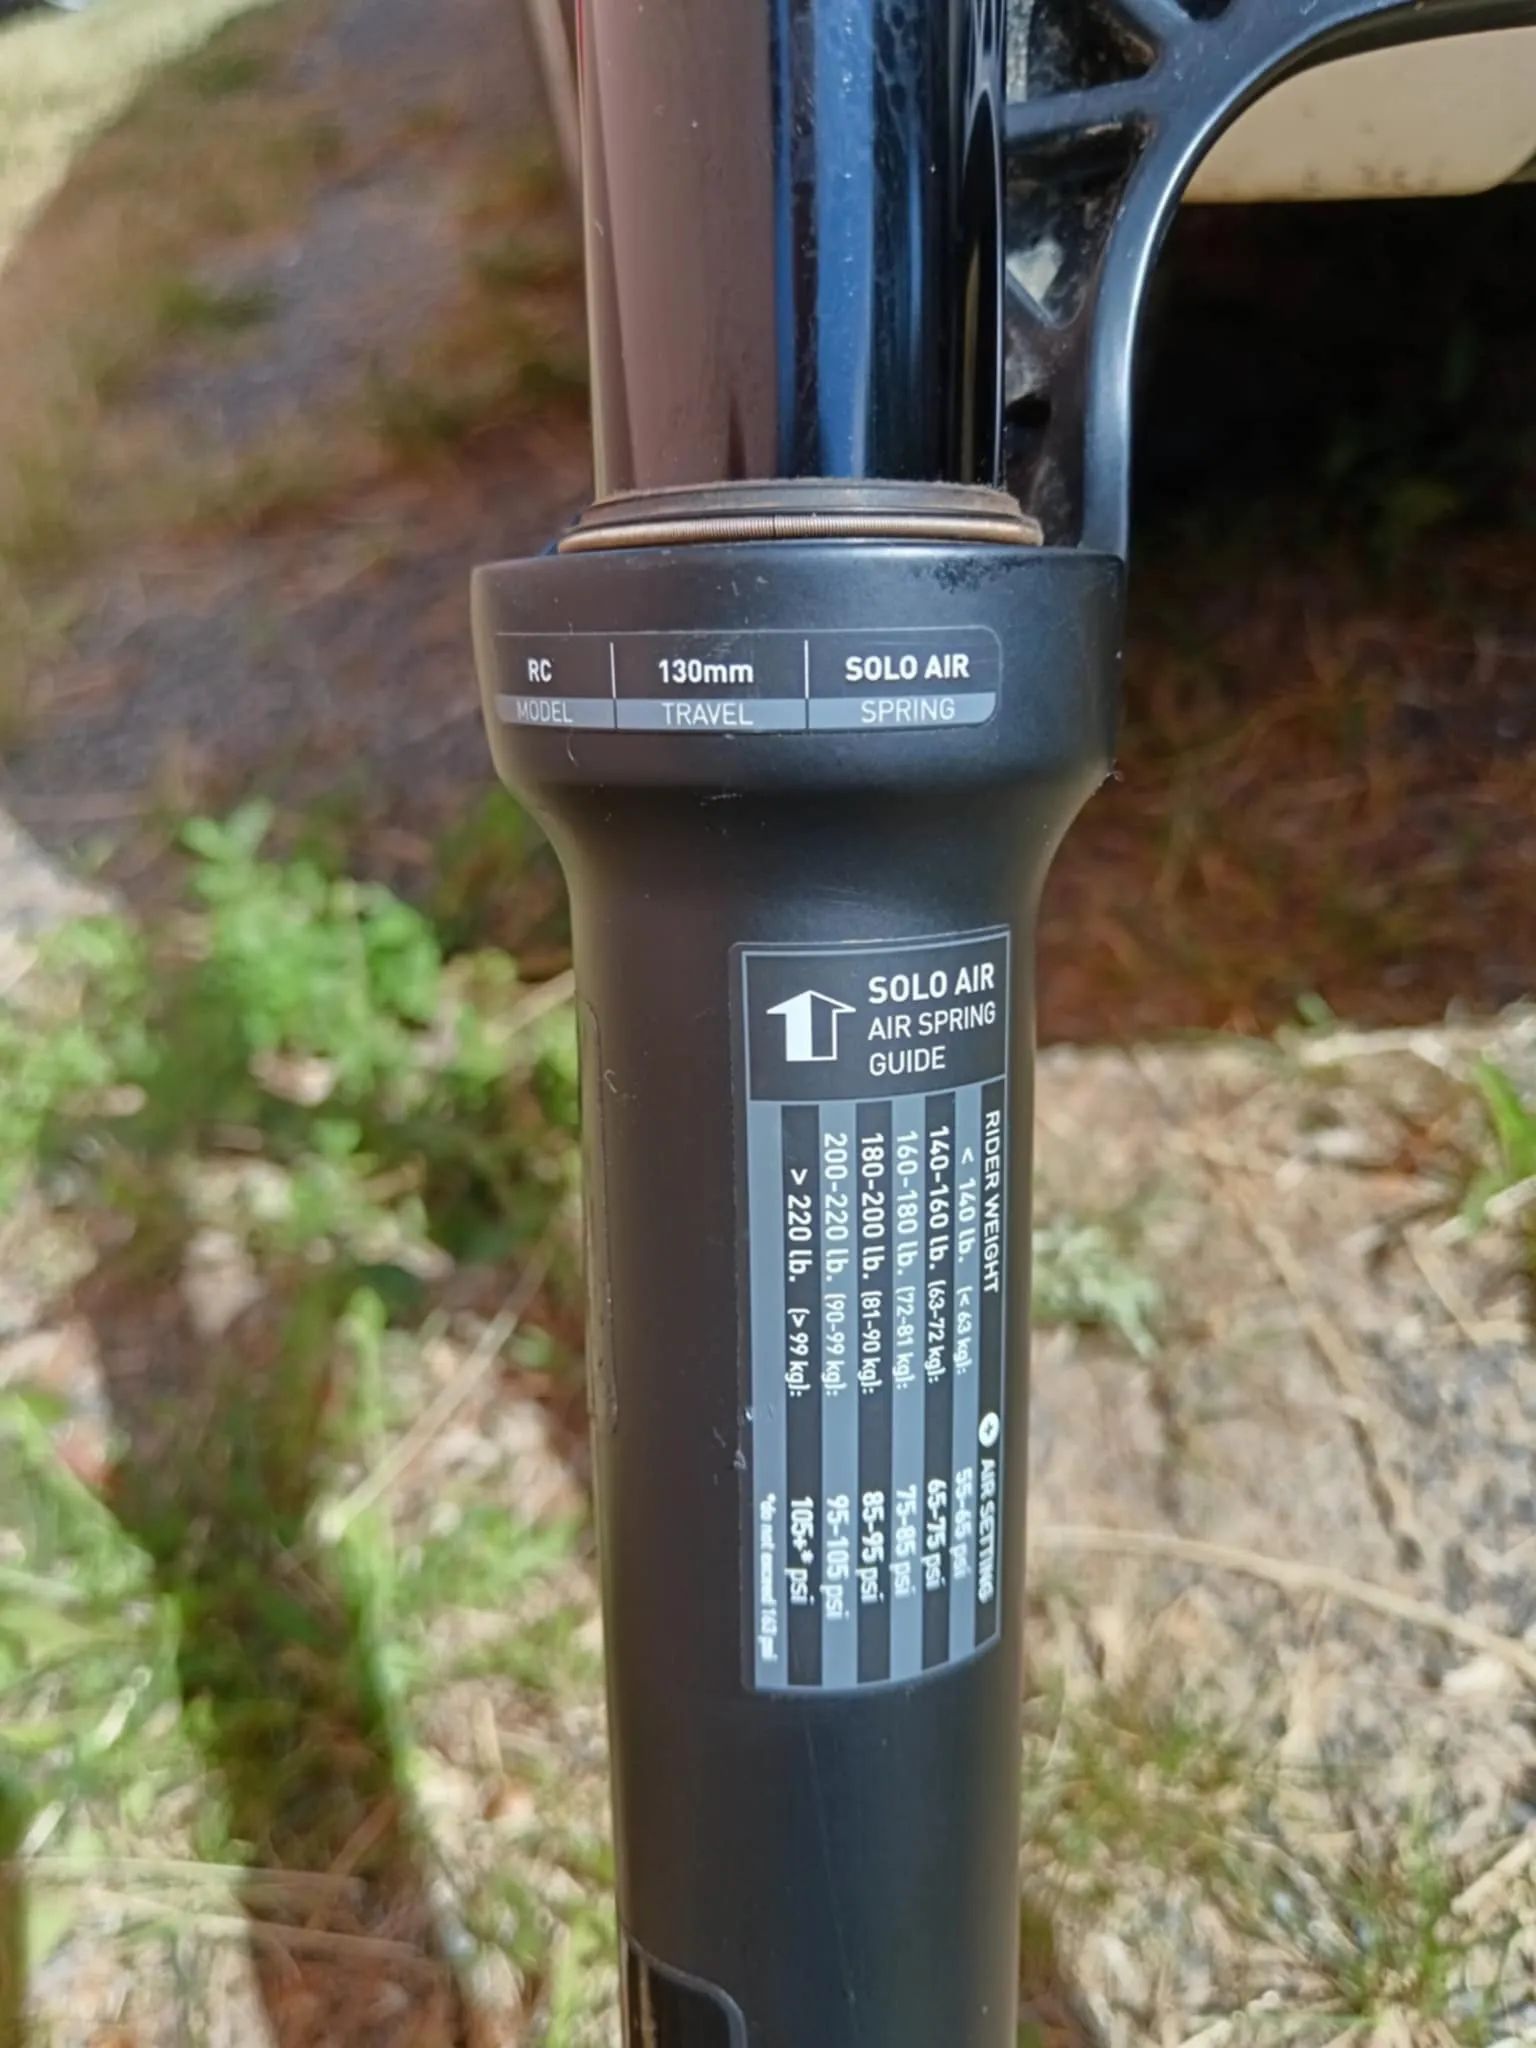 RC 130mm SOLO AIR
MODEL TRAVEL SPRING
SOLO AIR
AIR SPRING
GUIDE
RIDER WEIGHT + AIR SETTING
< 140 lb. (< 63 kg): 55-65 psi
140-160 lb. (63-72 kg): 65-75 psi
160-180 lb. (72-81 kg): 75-85 psi
180-200 lb. (81-90 kg): 85-95 psi
200-220 lb. (90-99 kg): 95-105 psi
> 220 lb. (> 99 kg): 105+* psi
*do not exceed 163 psi